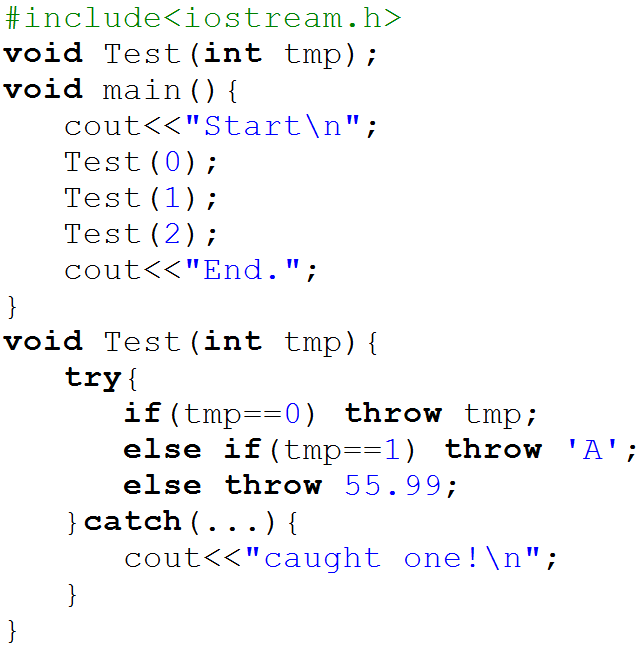 #include<iostream.h>
void Test(int tmp);
void main(){
   cout<<"Start\n";
   Test(0);
   Test(1);
   Test(2);
   cout<<"End.";
}
void Test(int tmp){
   try{
      if(tmp==0) throw tmp;
      else if(tmp==1) throw 'A';
      else throw 55.99;
   }catch(...){
      cout<<"caught one!\n";
   }
}